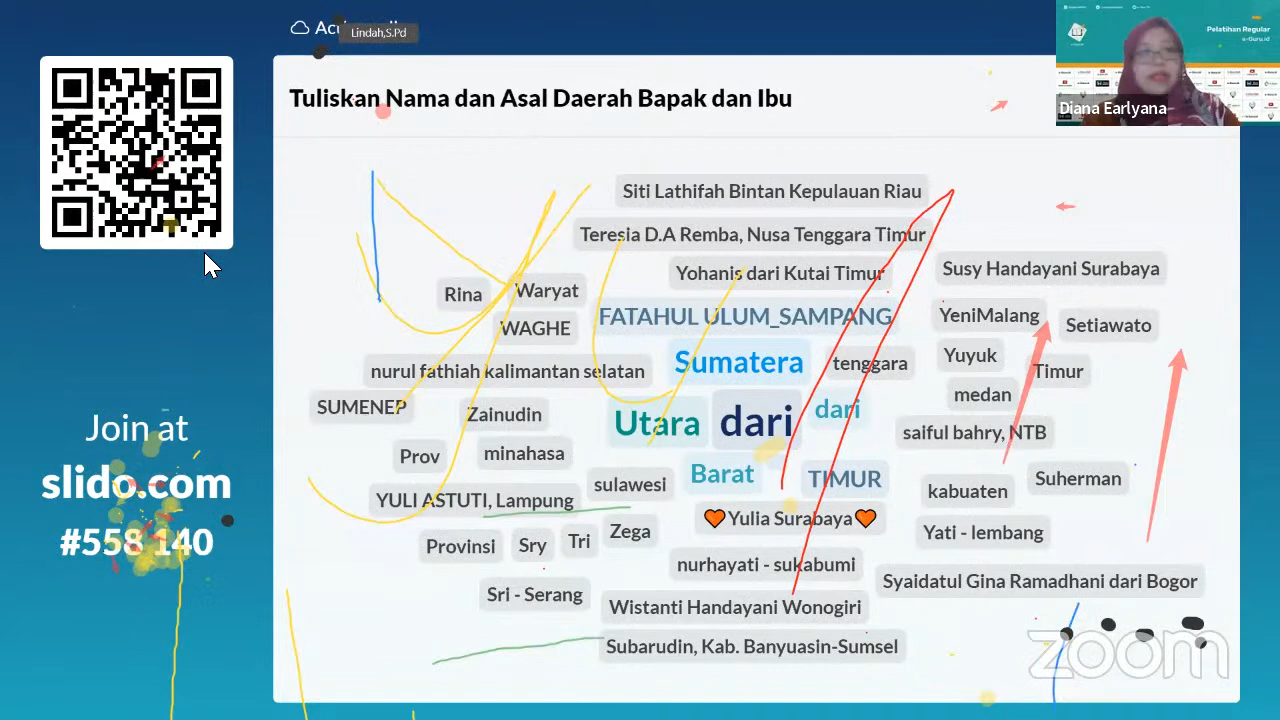 Lindah,S.Pd
Pelatihan Regular
e-Guru.id
Diana Earlyana
Tuliskan Nama dan Asal Daerah Bapak dan Ibu
Siti Lathifah Bintan Kepulauan Riau
Teresia D.A Remba, Nusa Tenggara Timur
Yohanis dari Kutai Timur
Susy Handayani Surabaya
Rina
Waryat
FATAHUL ULUM_SAMPANG
YeniMalang
Setiawato
WAGHE
nurul fathiah kalimantan selatan
Sumatera
tenggara
Yuyuk
Timur
medan
SUMENEP
Zainudin
Utara
dari
dari
saiful bahry, NTB
Prov
minahasa
sulawesi
Barat
TIMUR
kabuaten
Suherman
YULI ASTUTI, Lampung
🧡Yulia Surabaya🧡
Yati - lembang
Provinsi
Sry
Tri
Zega
nurhayati - sukabumi
Syaidatul Gina Ramadhani dari Bogor
Sri - Serang
Wistanti Handayani Wonogiri
Subarudin, Kab. Banyuasin-Sumsel
Join at
slido.com
#558 140
zoom